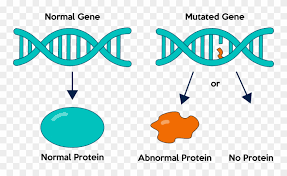 Normal Gene
Mutated Gene
or
Normal Protein
Abnormal Protein
No Protein